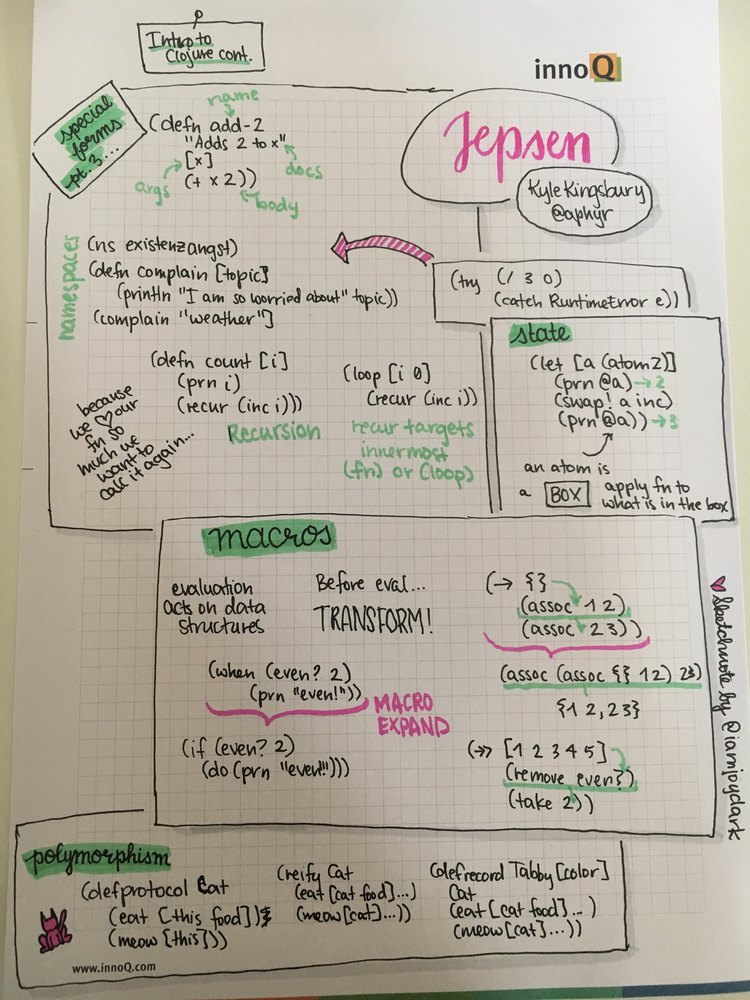 Intro to
Clojure cont.
innoQ
Jepsen
Kyle Kingsbury
@aphyr
special
forms
pt. 3...
name
(defn add-2
"Adds 2 to x"
[x]
(+ x 2))
args
docs
body
namespaces
(ns existenzangst)
(defn complain [topic]
(println "I am so worried about" topic))
(complain "weather"]
(try (/ 3 0)
(catch RuntimeError e))
(defn count [i]
(prn i)
(recur (inc i)))
Recursion
because
we ♡ our
fn so
much we
want to
call it again...
(loop [i 0]
(recur (inc i))
recur targets
innermost
(fn) or (loop)
state
(let [a (atom 2)]
(prn @a) → 2
(swap! a inc)
(prn @a)) → 3
an atom is
a BOX
apply fn to
what is in the box
macros
evaluation
acts on data
structures
Before eval...
TRANSFORM!
(when (even? 2)
(prn "even!"))
MACRO
EXPAND
(if (even? 2)
(do (prn "even!")))
(→ {}
(assoc 1 2)
(assoc 2 3))
(assoc (assoc {} 1 2) 2 3)
{1 2, 2 3}
(->> [1 2 3 4 5]
(remove even?)
(take 2))
♥ Sketchnote by @iamjoyclark
polymorphism
(defprotocol Cat
(eat [this food])
(meow [this]))
(reify Cat
(eat [cat food]...)
(meow [cat]...))
(defrecord Tabby [color]
Cat
(eat [cat food]...)
(meow [cat]...))
www.innoQ.com